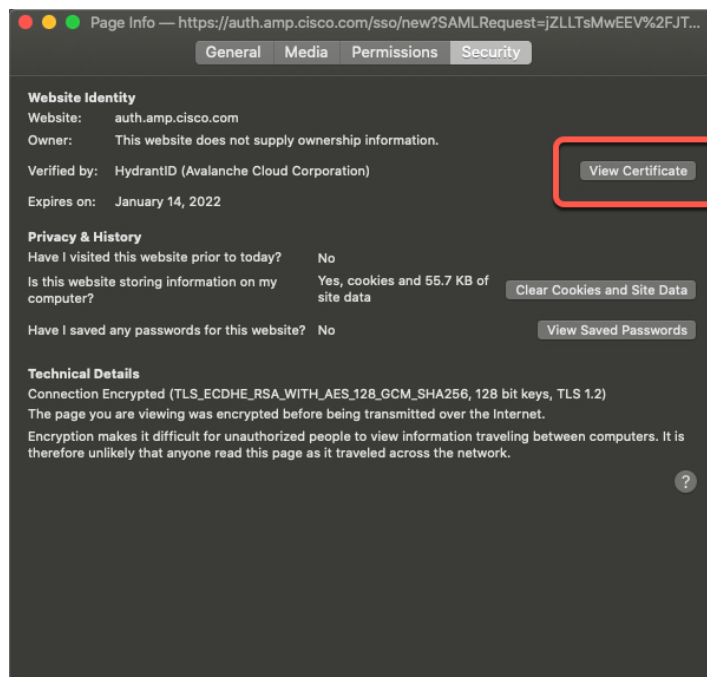 Page Info — https://auth.amp.cisco.com/sso/new?SAMLRequest=jZLLTsMwEEV%2FJT...
General Media Permissions Security
Website Identity
Website: auth.amp.cisco.com
Owner: This website does not supply ownership information.
Verified by: HydrantID (Avalanche Cloud Corporation) View Certificate
Expires on: January 14, 2022
Privacy & History
Have I visited this website prior to today? No
Is this website storing information on my computer? Yes, cookies and 55.7 KB of site data Clear Cookies and Site Data
Have I saved any passwords for this website? No View Saved Passwords
Technical Details
Connection Encrypted (TLS_ECDHE_RSA_WITH_AES_128_GCM_SHA256, 128 bit keys, TLS 1.2)
The page you are viewing was encrypted before being transmitted over the Internet.
Encryption makes it difficult for unauthorized people to view information traveling between computers. It is
therefore unlikely that anyone read this page as it traveled across the network.
?